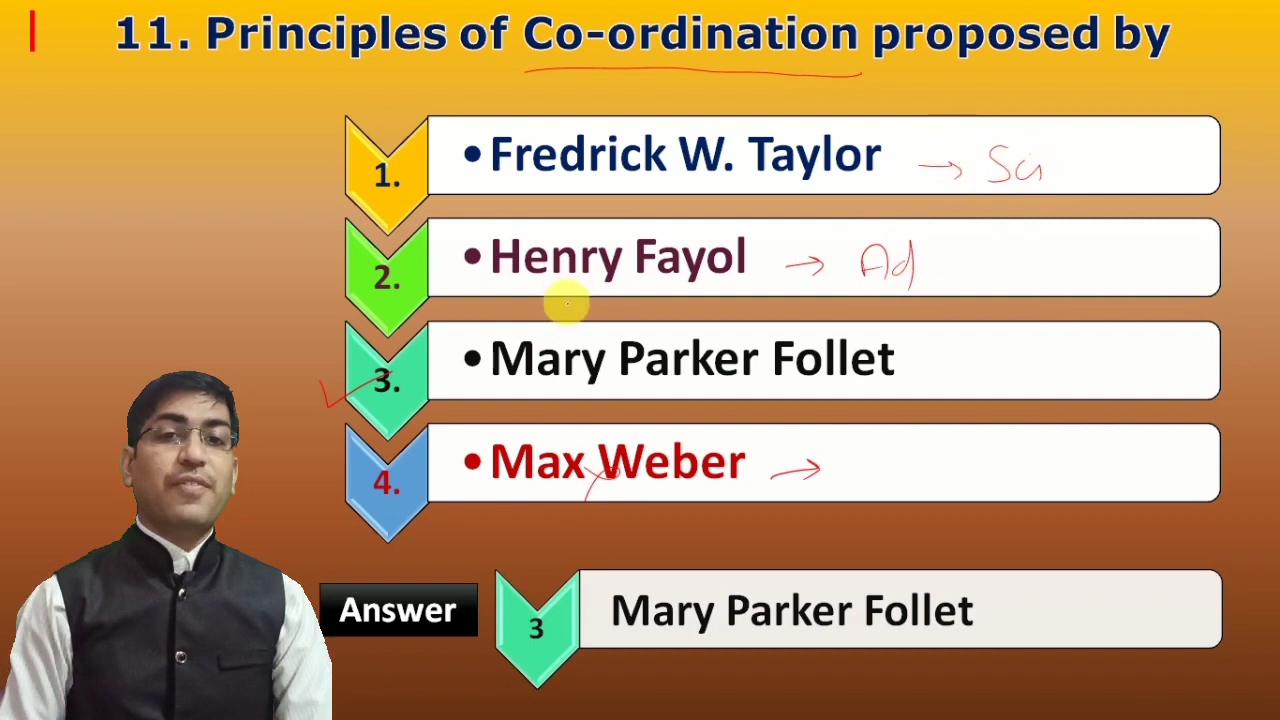 11. Principles of Co-ordination proposed by
1. •Fredrick W. Taylor → Sci
2. •Henry Fayol → Ad
3. •Mary Parker Follet
4. •Max Weber →
Answer 3 Mary Parker Follet